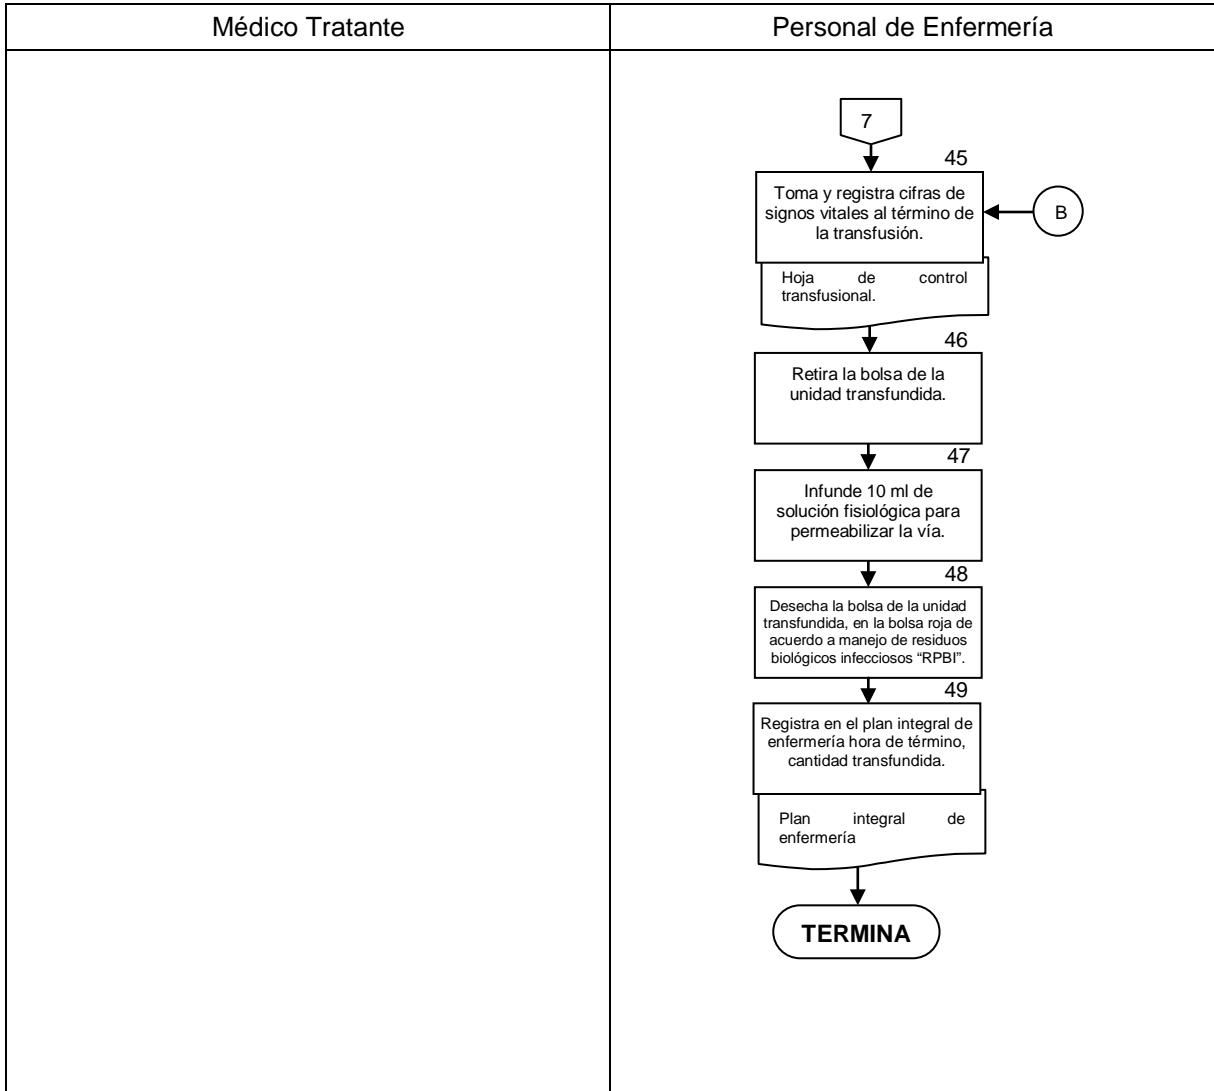 Médico Tratante
Personal de Enfermería
7
45
Toma y registra cifras de
signos vitales al término de
la transfusión.
B
Hoja de control
transfusional.
46
Retira la bolsa de la
unidad transfundida.
47
Infunde 10 ml de
solución fisiológica para
permeabilizar la vía.
48
Desecha la bolsa de la unidad
transfundida, en la bolsa roja de
acuerdo a manejo de residuos
biológicos infecciosos “RPBI”.
49
Registra en el plan integral de
enfermería hora de término,
cantidad transfundida.
Plan integral de
enfermería
TERMINA